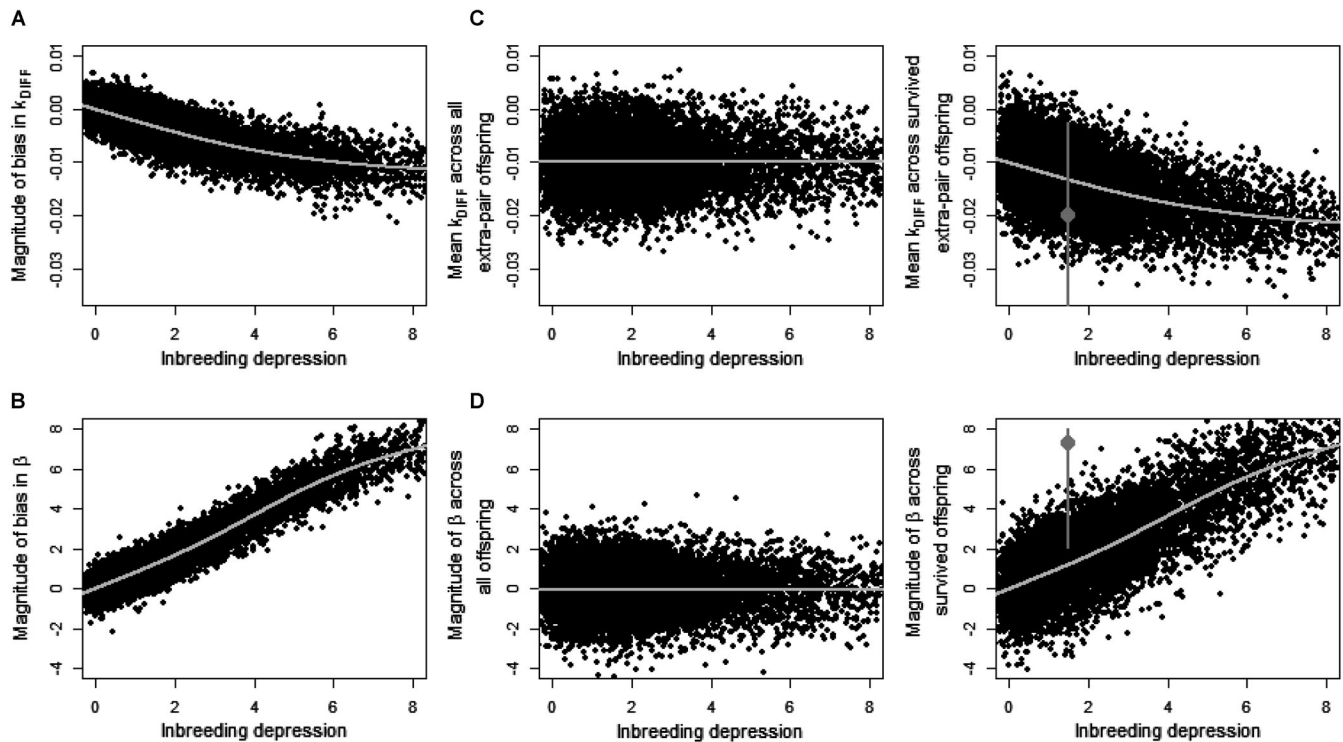 A
Magnitude of bias in kDIFF
0.01
0.00
-0.01
-0.02
-0.03
0 2 4 6 8
Inbreeding depression
C
Mean kDIFF across all
extra-pair offspring
0.01
0.00
-0.01
-0.02
-0.03
0 2 4 6 8
Inbreeding depression
Mean kDIFF across survived
extra-pair offspring
0.01
0.00
-0.01
-0.02
-0.03
0 2 4 6 8
Inbreeding depression
B
Magnitude of bias in β
8
6
4
2
0
-2
-4
0 2 4 6 8
Inbreeding depression
D
Magnitude of β across
all offspring
8
6
4
2
0
-2
-4
0 2 4 6 8
Inbreeding depression
Magnitude of β across
survived offspring
8
6
4
2
0
-2
-4
0 2 4 6 8
Inbreeding depression